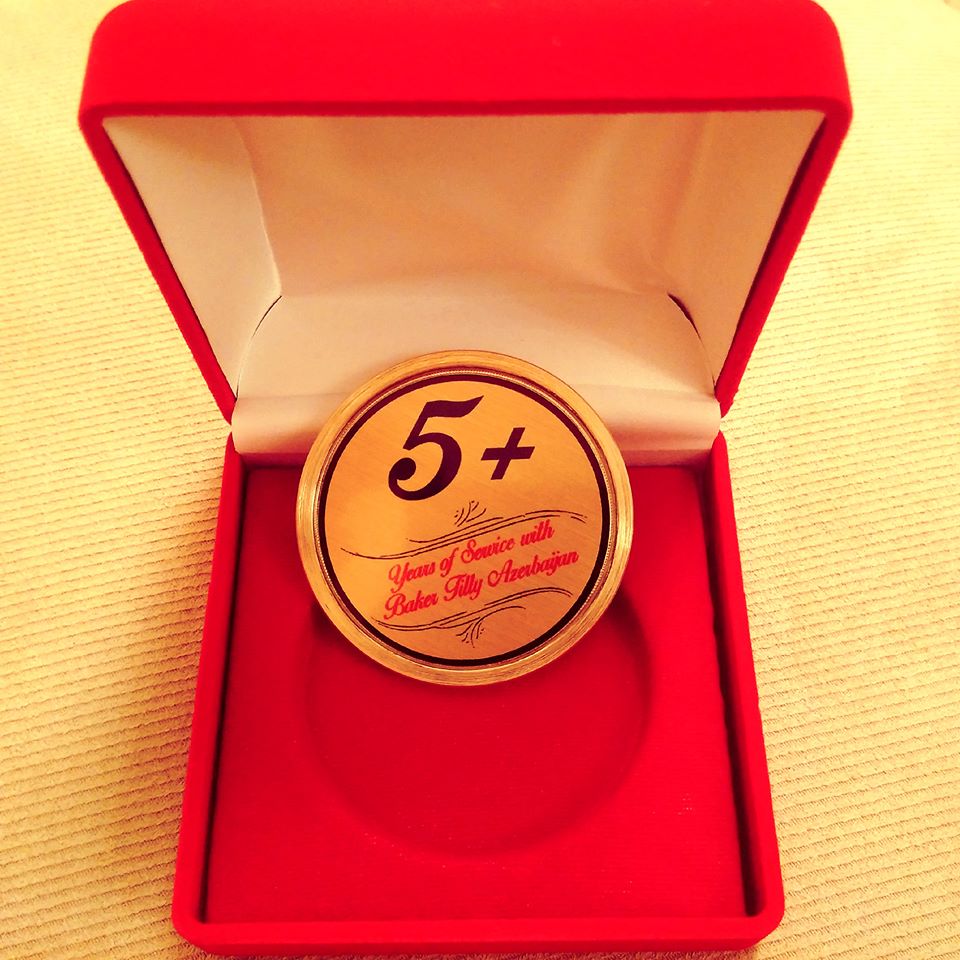 5+
Years of Service with
Baker Tilly Azerbaijan